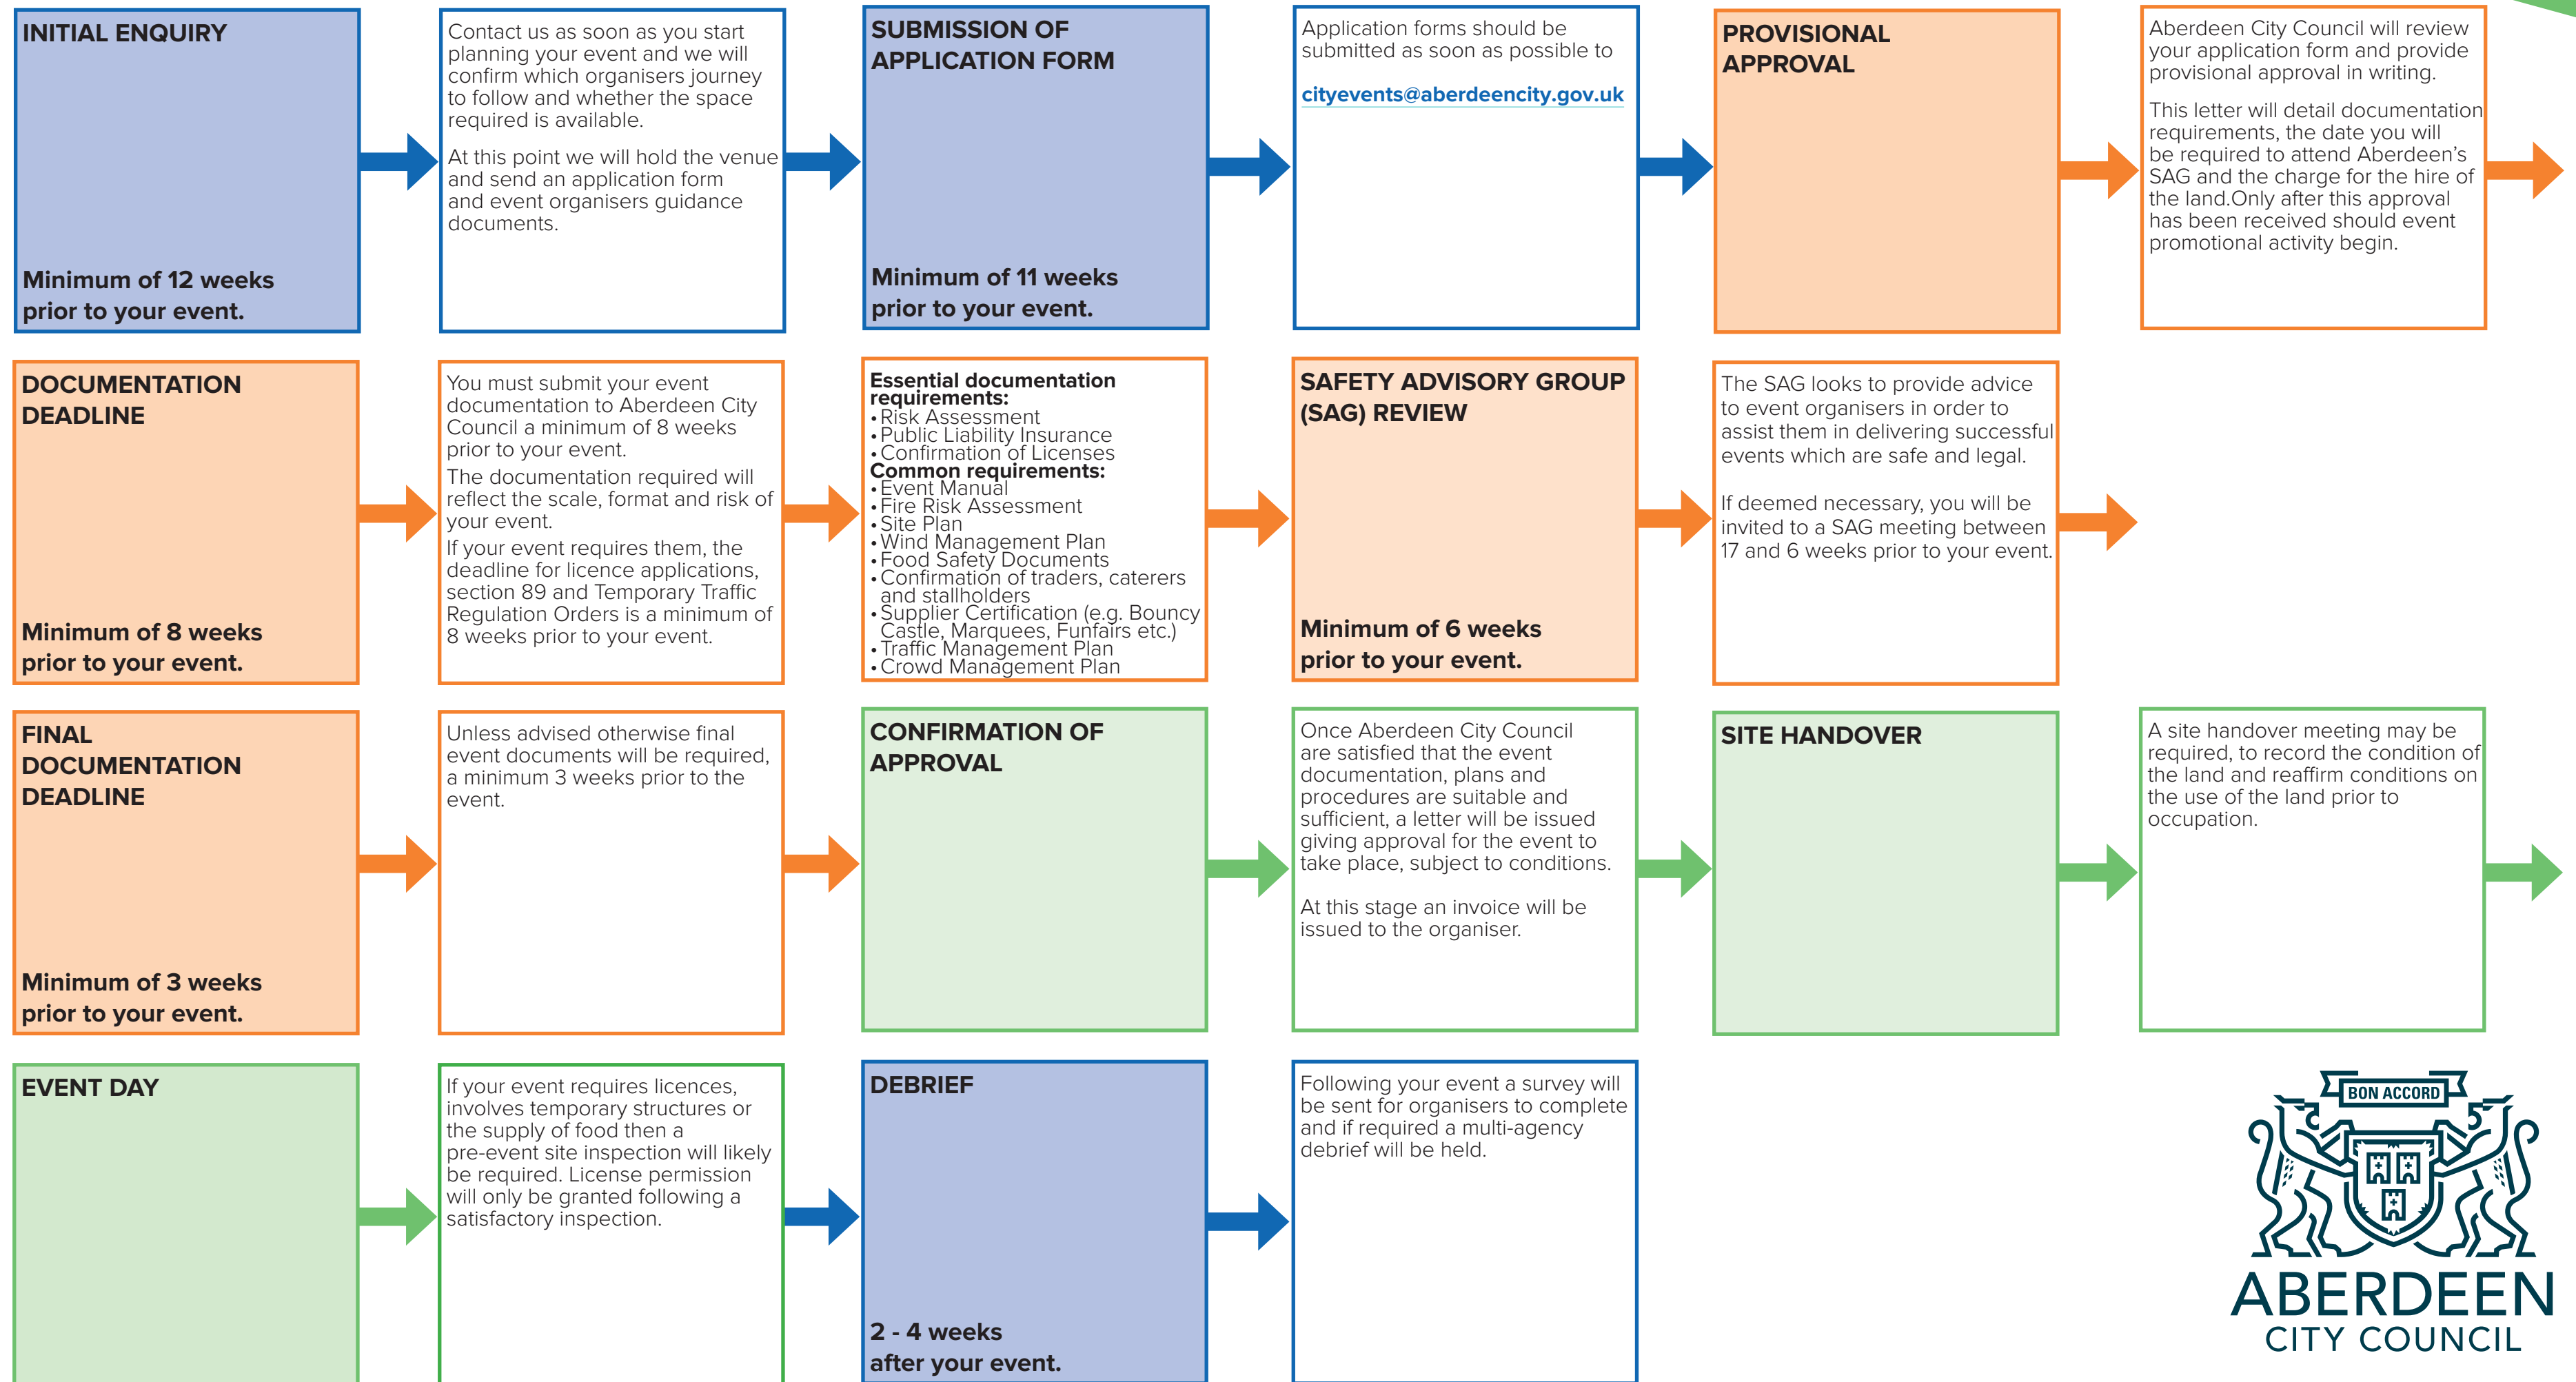 INITIAL ENQUIRY
Minimum of 12 weeks
prior to your event.
Contact us as soon as you start
planning your event and we will
confirm which organisers journey
to follow and whether the space
required is available.
At this point we will hold the venue
and send an application form
and event organisers guidance
documents.
SUBMISSION OF
APPLICATION FORM
Minimum of 11 weeks
prior to your event.
Application forms should be
submitted as soon as possible to
cityevents@aberdeencity.gov.uk
PROVISIONAL
APPROVAL
Aberdeen City Council will review
your application form and provide
provisional approval in writing.
This letter will detail documentation
requirements, the date you will
be required to attend Aberdeen’s
SAG and the charge for the hire of
the land.Only after this approval
has been received should event
promotional activity begin.
DOCUMENTATION
DEADLINE
Minimum of 8 weeks
prior to your event.
You must submit your event
documentation to Aberdeen City
Council a minimum of 8 weeks
prior to your event.
The documentation required will
reflect the scale, format and risk of
your event.
If your event requires them, the
deadline for licence applications,
section 89 and Temporary Traffic
Regulation Orders is a minimum of
8 weeks prior to your event.
Essential documentation
requirements:
• Risk Assessment
• Public Liability Insurance
• Confirmation of Licenses
Common requirements:
• Event Manual
• Fire Risk Assessment
• Site Plan
• Wind Management Plan
• Food Safety Documents
• Confirmation of traders, caterers
and stallholders
• Supplier Certification (e.g. Bouncy
Castle, Marquees, Funfairs etc.)
• Traffic Management Plan
• Crowd Management Plan
SAFETY ADVISORY GROUP
(SAG) REVIEW
Minimum of 6 weeks
prior to your event.
The SAG looks to provide advice
to event organisers in order to
assist them in delivering successful
events which are safe and legal.
If deemed necessary, you will be
invited to a SAG meeting between
17 and 6 weeks prior to your event.
FINAL
DOCUMENTATION
DEADLINE
Minimum of 3 weeks
prior to your event.
Unless advised otherwise final
event documents will be required,
a minimum 3 weeks prior to the
event.
CONFIRMATION OF
APPROVAL
Once Aberdeen City Council
are satisfied that the event
documentation, plans and
procedures are suitable and
sufficient, a letter will be issued
giving approval for the event to
take place, subject to conditions.
At this stage an invoice will be
issued to the organiser.
SITE HANDOVER
A site handover meeting may be
required, to record the condition of
the land and reaffirm conditions on
the use of the land prior to
occupation.
EVENT DAY
If your event requires licences,
involves temporary structures or
the supply of food then a
pre-event site inspection will likely
be required. License permission
will only be granted following a
satisfactory inspection.
DEBRIEF
2 - 4 weeks
after your event.
Following your event a survey will
be sent for organisers to complete
and if required a multi-agency
debrief will be held.
BON ACCORD
ABERDEEN
CITY COUNCIL